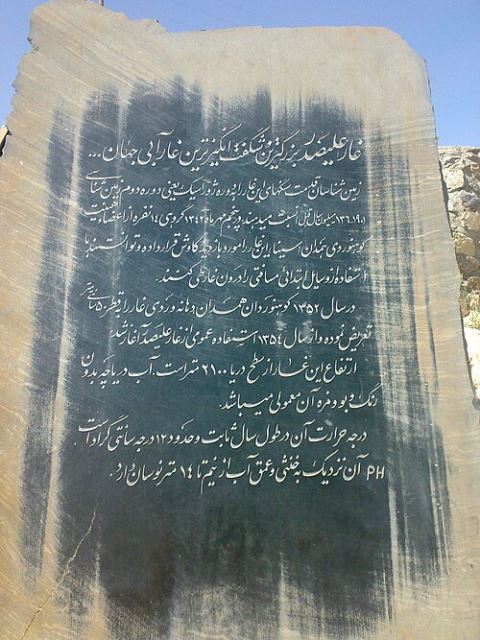 غار علیصدر بزرگترین و شگفت انگیزترین غار آبی جهان...
زمین شناسان قدمت سنگهای این غار را به دوره ژوراسیک یعنی دوره دوم زمین شناسی
۱۳۶-۱۹۰ میلیون سال قبل نسبت میدهند. در پنجم مهرماه ۱۳۴۲ گروهی ۱۴ نفره از اعضاء هیئت
کوهنوردی همدان سینا این غار را مورد بازدید و کاوش قرار داده و توانستند با
استفاده از وسایل ابتدائی مسافتی را درون غار طی کنند.
در سال ۱۳۵۲ کوهنوردان همدان دهانه ورودی غار را به قطر ۵۰ سانتی متر
تعریض نموده و از سال ۱۳۵۴ استفاده عمومی از غار علیصدر آغاز شد.
ارتفاع این غار از سطح دریا ۲۱۰۰ متر است. آب دریاچه بدون
رنگ و بو و مزه آن معمولی میباشد.
درجه حرارت آن در طول سال ثابت و حدود ۱۲ درجه سانتی گراد است
PH آن نزدیک به خنثی و عمق آب از نیم تا ۱۴ متر نوسان دارد.